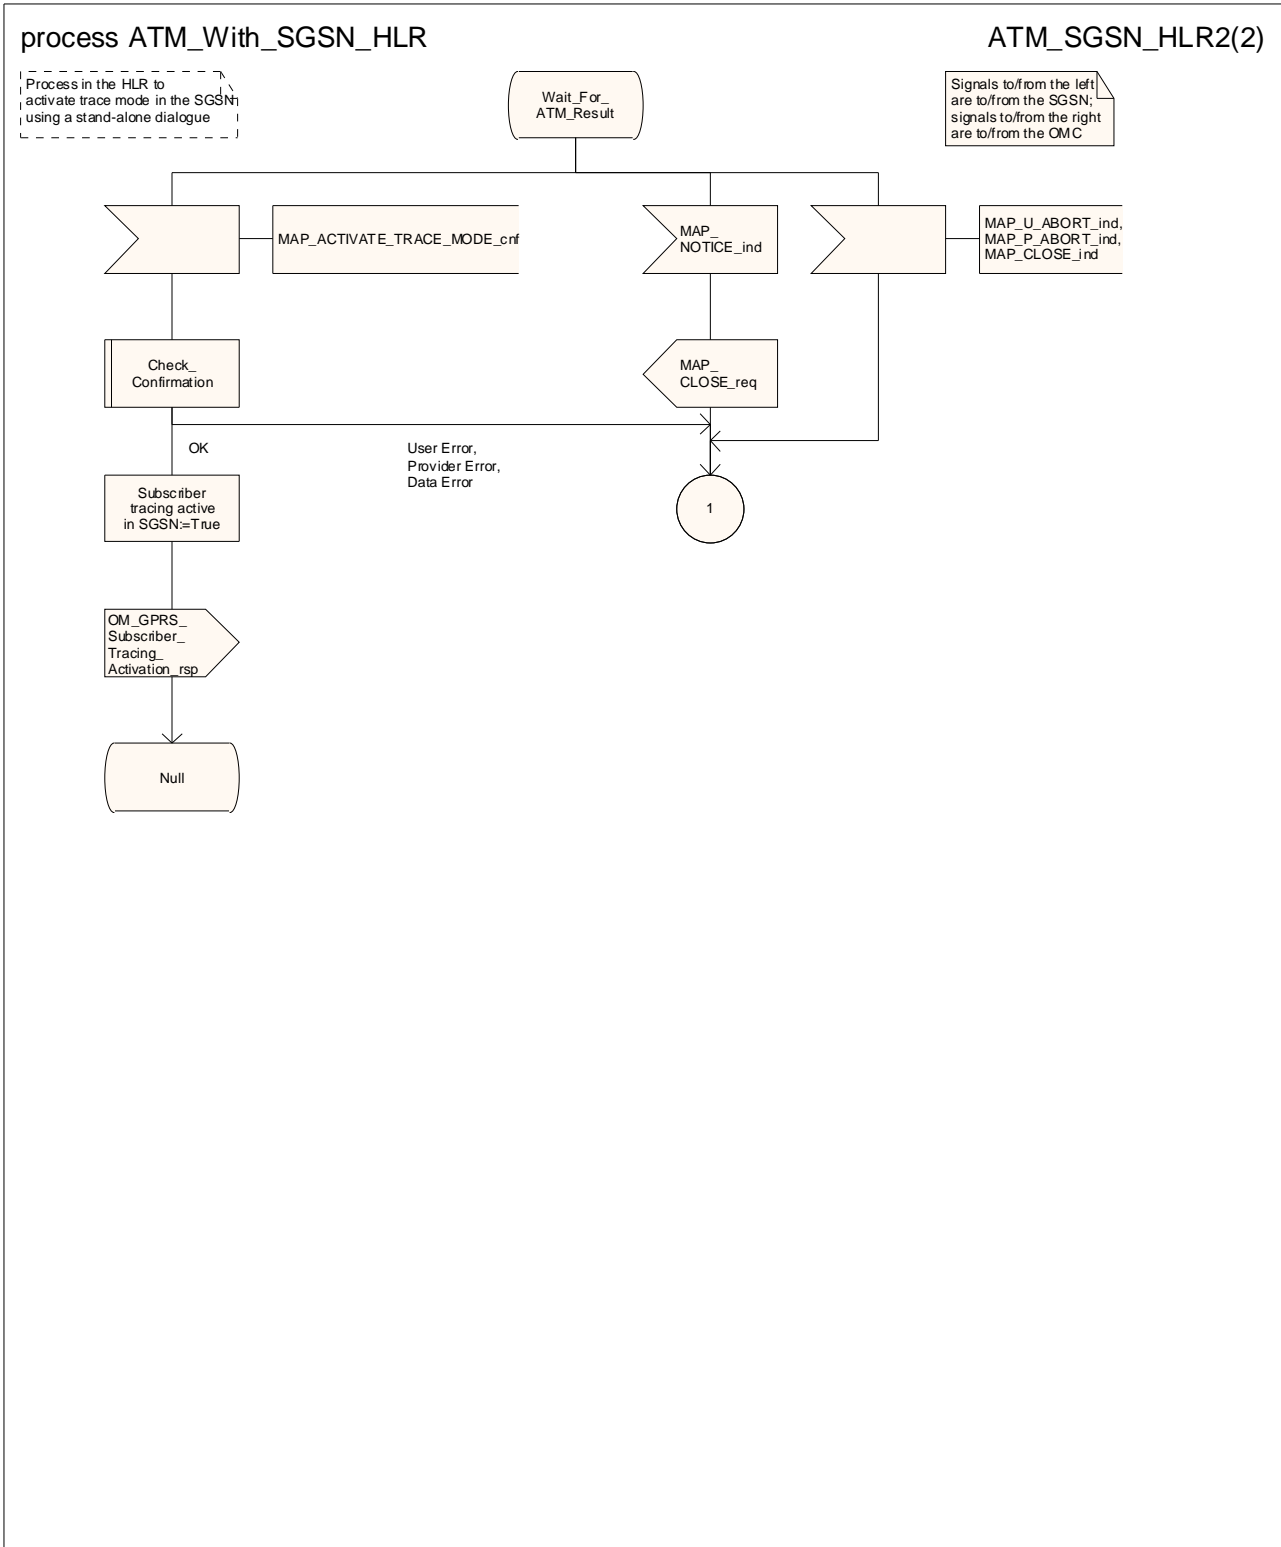 process ATM_With_SGSN_HLR
ATM_SGSN_HLR2(2)
Process in the HLR to
activate trace mode in the SGSN
using a stand-alone dialogue
Wait_For_
ATM_Result
Signals to/from the left
are to/from the SGSN;
signals to/from the right
are to/from the OMC
MAP_ACTIVATE_TRACE_MODE_cnf
MAP_
NOTICE_ind
MAP_U_ABORT_ind,
MAP_P_ABORT_ind,
MAP_CLOSE_ind
Check_
Confirmation
MAP_
CLOSE_req
OK
User Error,
Provider Error,
Data Error
Subscriber
tracing active
in SGSN:=True
1
OM_GPRS_
Subscriber_
Tracing_
Activation_rsp
Null